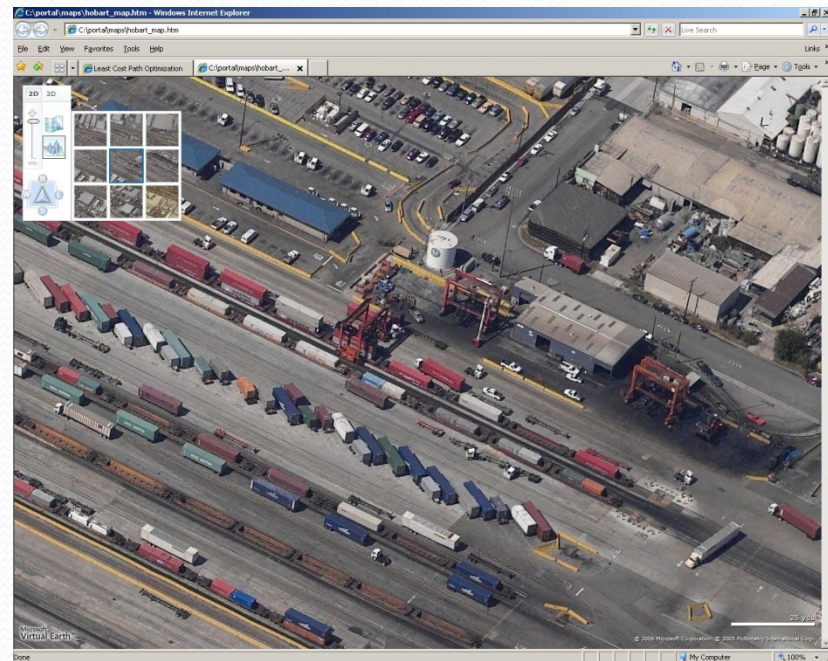 C:\portal\maps\hobart_map.htm - Windows Internet Explorer
C:\portal\maps\hobart_map.htm
Live Search
File Edit View Favorites Tools Help
Links
Least Cost Path Optimization
C:\portal\maps\hobart_...
Page
Tools
2D 3D
Microsoft
Virtual Earth
25 yds
© 2006 Microsoft Corporation © 2005 Pictometry International Corp.
Done
My Computer
100%